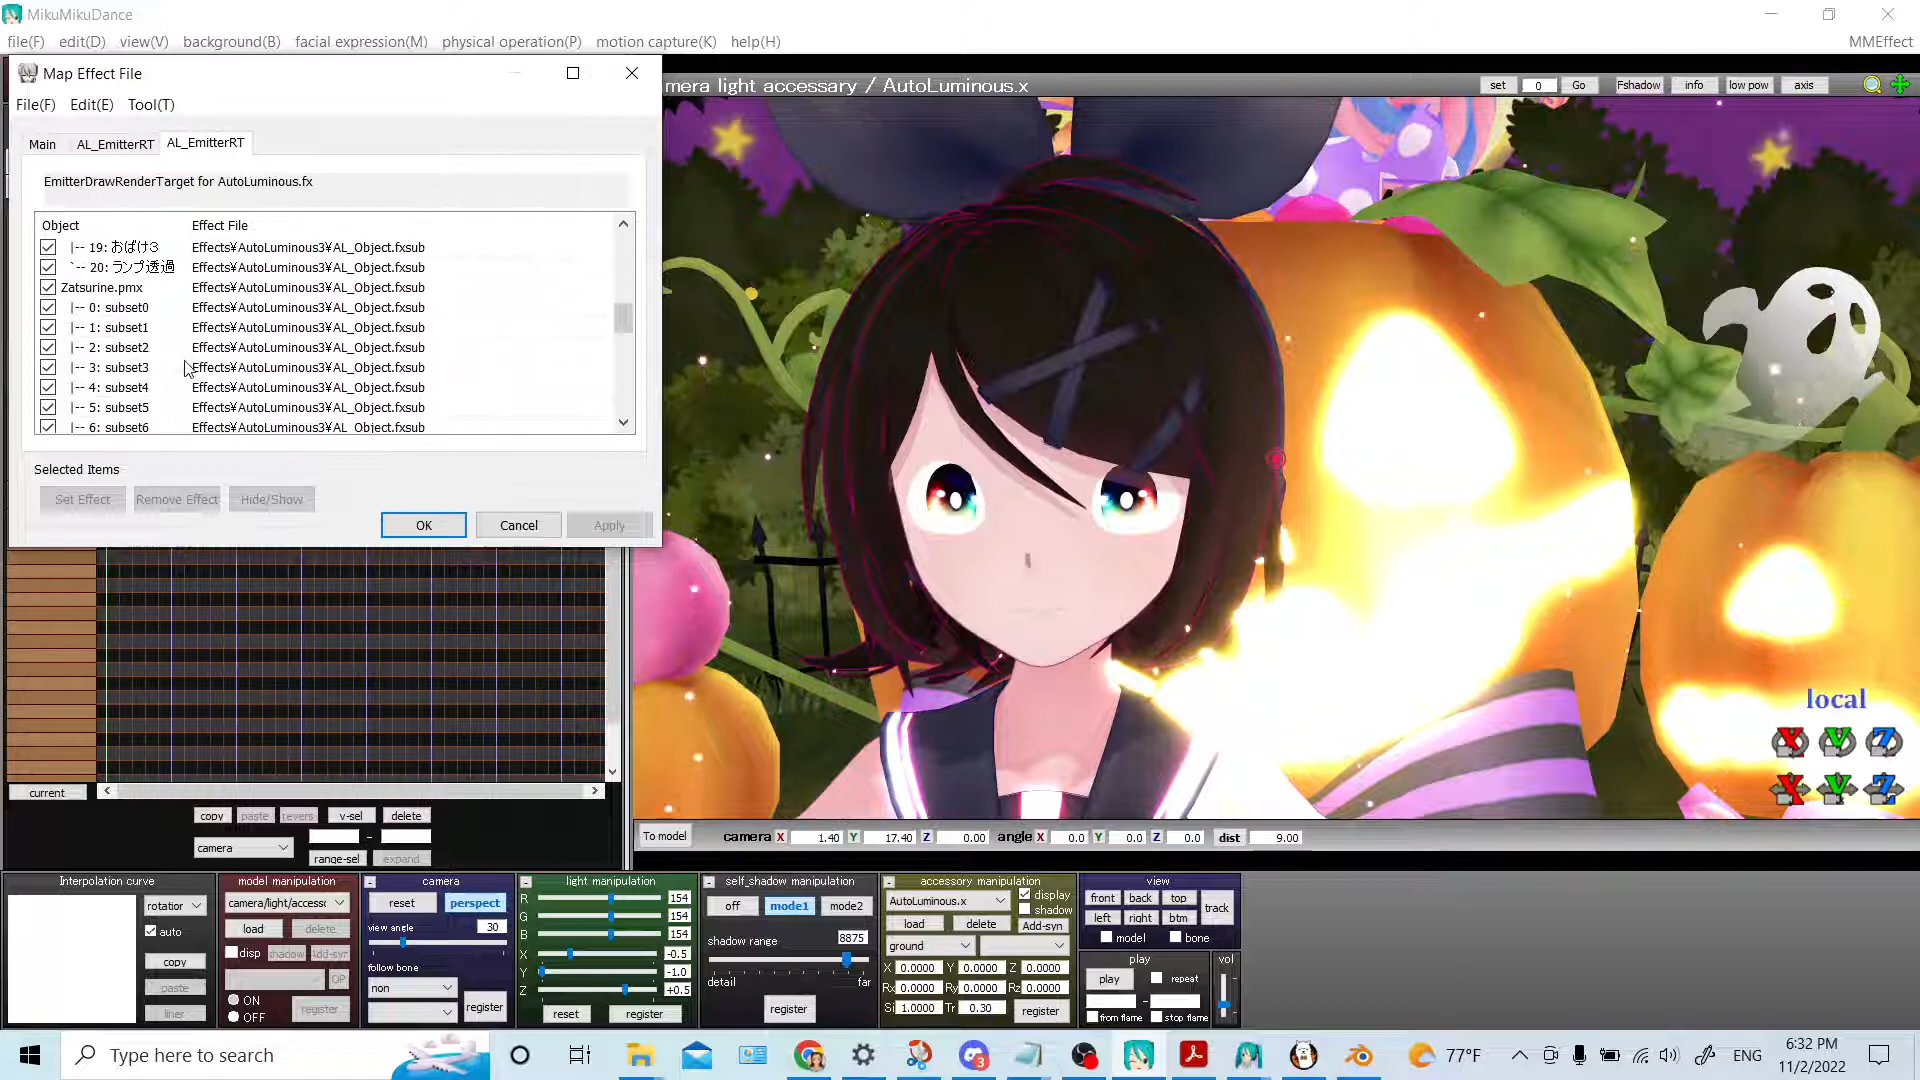 MikuMikuDance
file(F) edit(D) view(V) background(B) facial expression(M) physical operation(P) motion capture(K) help(H) MMEffect
Map Effect File
File(F) Edit(E) Tool(T)
mera light accessary / AutoLuminous.x set 0 Go Fshadow info low pow axis
Main AL_EmitterRT AL_EmitterRT
EmitterDrawRenderTarget for AutoLuminous.fx
Object Effect File
|-- 19: おばけ3 Effects¥AutoLuminous3¥AL_Object.fxsub
`-- 20: ランプ透過 Effects¥AutoLuminous3¥AL_Object.fxsub
Zatsurine.pmx Effects¥AutoLuminous3¥AL_Object.fxsub
|-- 0: subset0 Effects¥AutoLuminous3¥AL_Object.fxsub
|-- 1: subset1 Effects¥AutoLuminous3¥AL_Object.fxsub
|-- 2: subset2 Effects¥AutoLuminous3¥AL_Object.fxsub
|-- 3: subset3 Effects¥AutoLuminous3¥AL_Object.fxsub
|-- 4: subset4 Effects¥AutoLuminous3¥AL_Object.fxsub
|-- 5: subset5 Effects¥AutoLuminous3¥AL_Object.fxsub
|-- 6: subset6 Effects¥AutoLuminous3¥AL_Object.fxsub
Selected Items
Set Effect Remove Effect Hide/Show
OK Cancel Apply
local
X Y Z
X Y Z
current
copy paste revers v-sel delete
-
camera
range-sel expand
To model camera X 1.40 Y 17.40 Z 0.00 angle X 0.0 Y 0.0 Z 0.0 dist 9.00
Interpolation curve
rotation
auto
copy
paste
liner
model manipulation
camera/light/access
load delete
disp shadow Add-syn
OP
ON
OFF
register
camera
reset perspect
view angle 30
follow bone
non
register
light manipulation
R 154
G 154
B 154
X -0.5
Y -1.0
Z +0.5
reset register
self_shadow manipulation
off mode1 mode2
shadow range 8875
detail far
register
accessory manipulation
AutoLuminous.x display
shadow
load delete Add-syn
ground
X 0.0000 Y 0.0000 Z 0.0000
Rx 0.0000 Ry 0.0000 Rz 0.0000
Si 1.0000 Tr 0.30 register
view
front back top
left right btm track
model bone
play
play repeat
-
from flame stop flame
vol
Type here to search
3
77°F
ENG
6:32 PM
11/2/2022